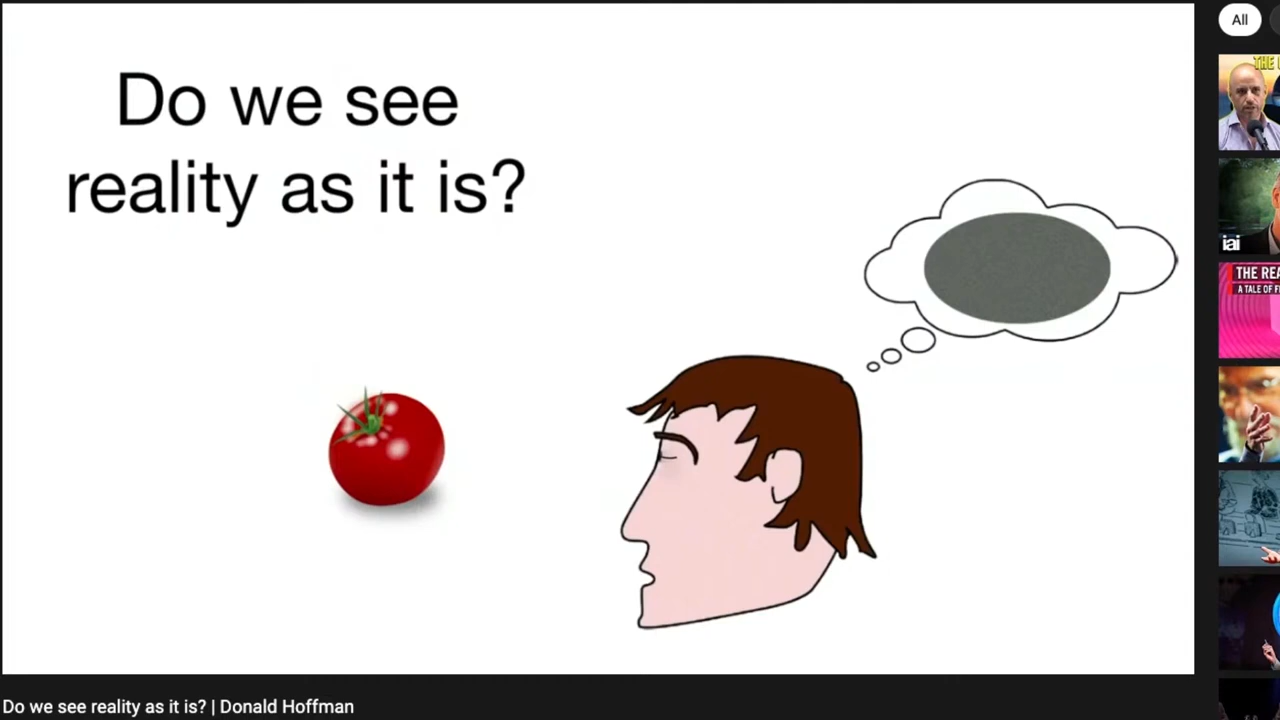 Do we see
reality as it is?
Do we see reality as it is? | Donald Hoffman
All
iai
THE REA
A TALE OF F